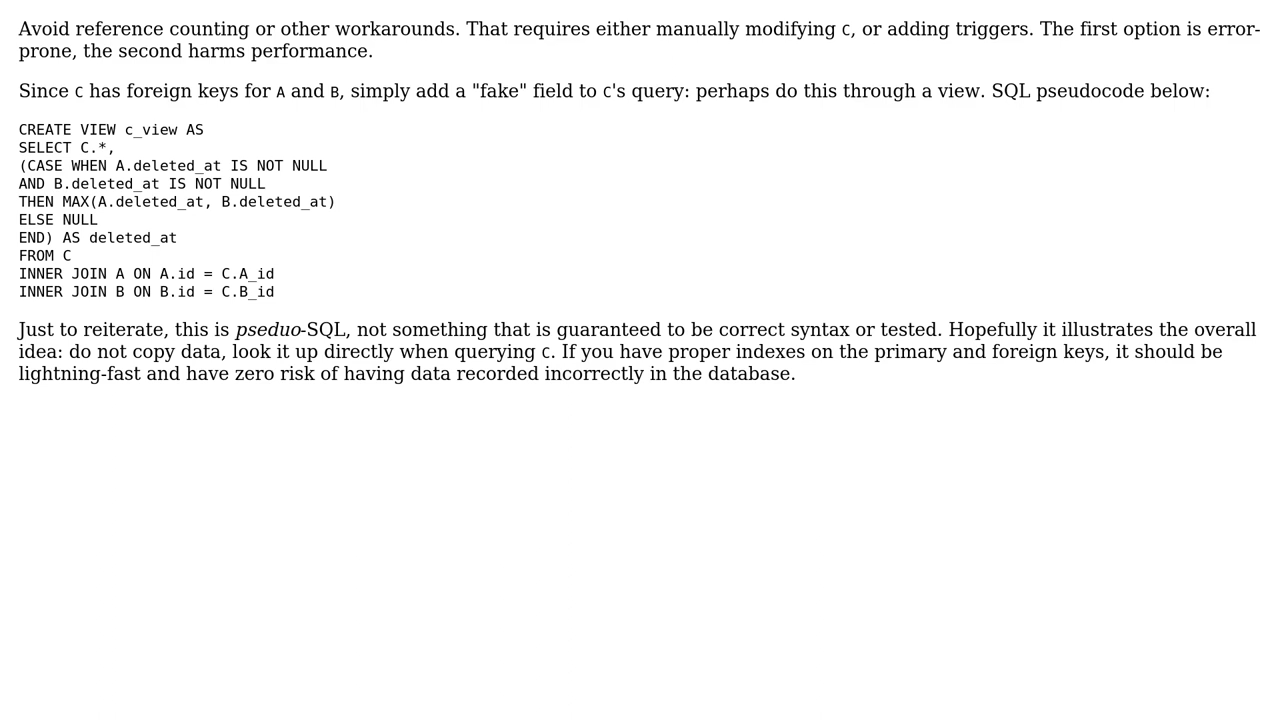 Avoid reference counting or other workarounds. That requires either manually modifying C, or adding triggers. The first option is error-
prone, the second harms performance.
Since C has foreign keys for A and B, simply add a "fake" field to C's query: perhaps do this through a view. SQL pseudocode below:
CREATE VIEW c_view AS
SELECT C.*,
(CASE WHEN A.deleted_at IS NOT NULL
AND B.deleted_at IS NOT NULL
THEN MAX(A.deleted_at, B.deleted_at)
ELSE NULL
END) AS deleted_at
FROM C
INNER JOIN A ON A.id = C.A_id
INNER JOIN B ON B.id = C.B_id
Just to reiterate, this is pseduo-SQL, not something that is guaranteed to be correct syntax or tested. Hopefully it illustrates the overall
idea: do not copy data, look it up directly when querying C. If you have proper indexes on the primary and foreign keys, it should be
lightning-fast and have zero risk of having data recorded incorrectly in the database.